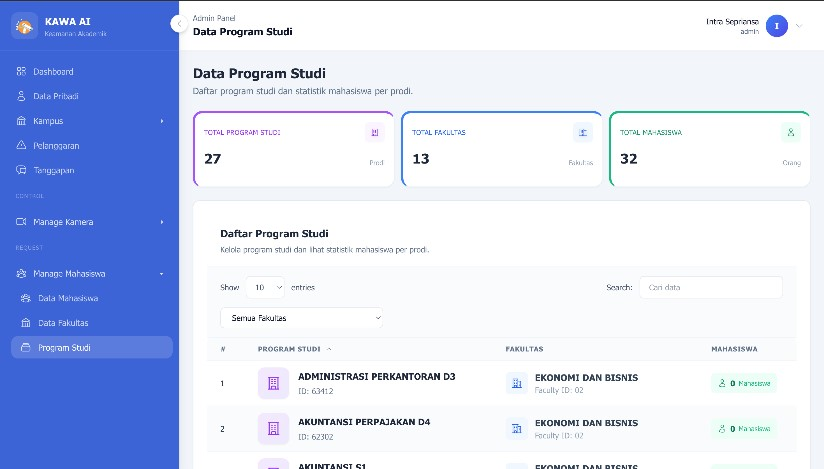 KAWA AI
Keamanan Akademik
Dashboard
Data Pribadi
Kampus
Pelanggaran
Tanggapan
CONTROL
Manage Kamera
REQUEST
Manage Mahasiswa
Data Mahasiswa
Data Fakultas
Program Studi
Admin Panel
Data Program Studi
Intra Sepriansa
admin
I
Data Program Studi
Daftar program studi dan statistik mahasiswa per prodi.
TOTAL PROGRAM STUDI
27
Prodi
TOTAL FAKULTAS
13
Fakultas
TOTAL MAHASISWA
32
Orang
Daftar Program Studi
Kelola program studi dan lihat statistik mahasiswa per prodi.
Show 10 entries
Search: Cari data
Semua Fakultas
# PROGRAM STUDI FAKULTAS MAHASISWA
1 ADMINISTRASI PERKANTORAN D3 EKONOMI DAN BISNIS 0 Mahasiswa
ID: 63412 Faculty ID: 02
2 AKUNTANSI PERPAJAKAN D4 EKONOMI DAN BISNIS 0 Mahasiswa
ID: 62302 Faculty ID: 02
AKUNTANSI S1 EKONOMI DAN BISNIS